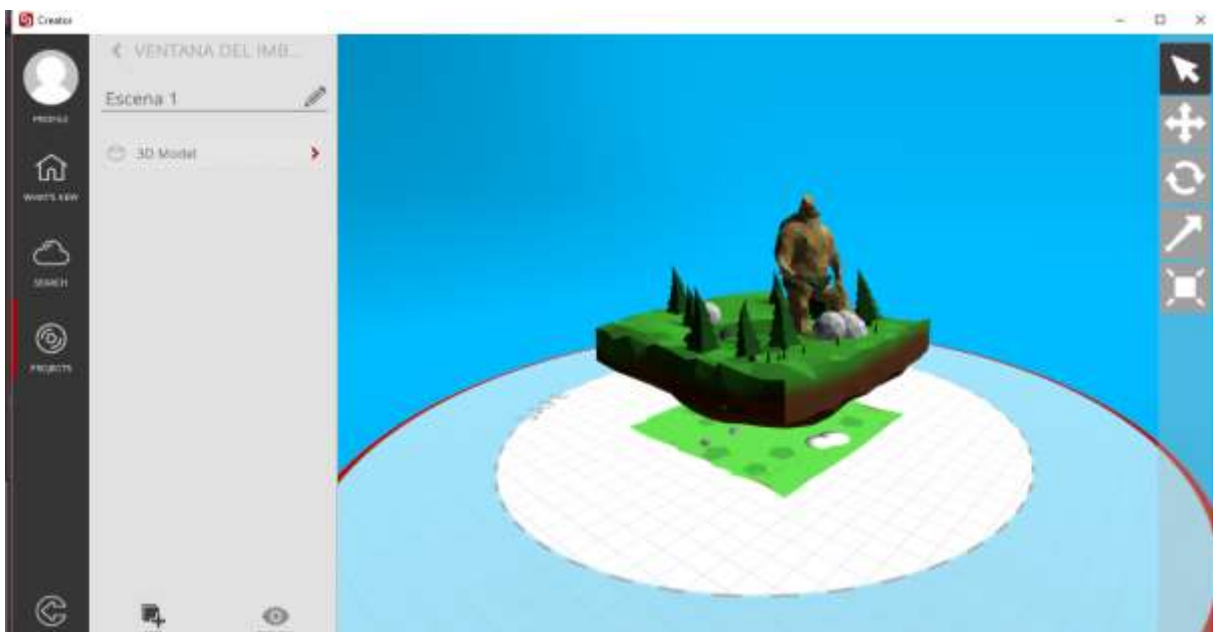 Creator
PROFILE
WHAT'S NEW
SEARCH
PROJECTS
VENTANA DEL IMB...
Escena 1
3D Model